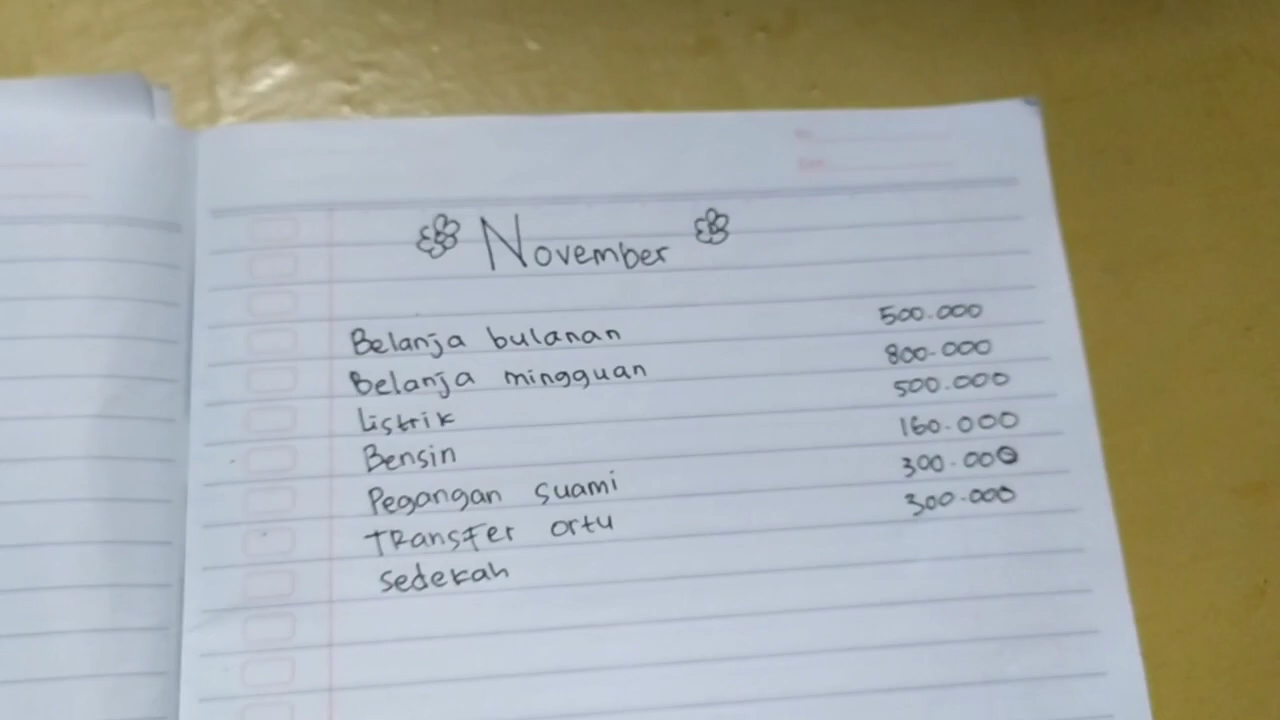 November
Belanja bulanan 500.000
Belanja mingguan 800.000
Listrik 500.000
Bensin 160.000
Pegangan suami 300.000
Transfer ortu 300.000
Sedekah